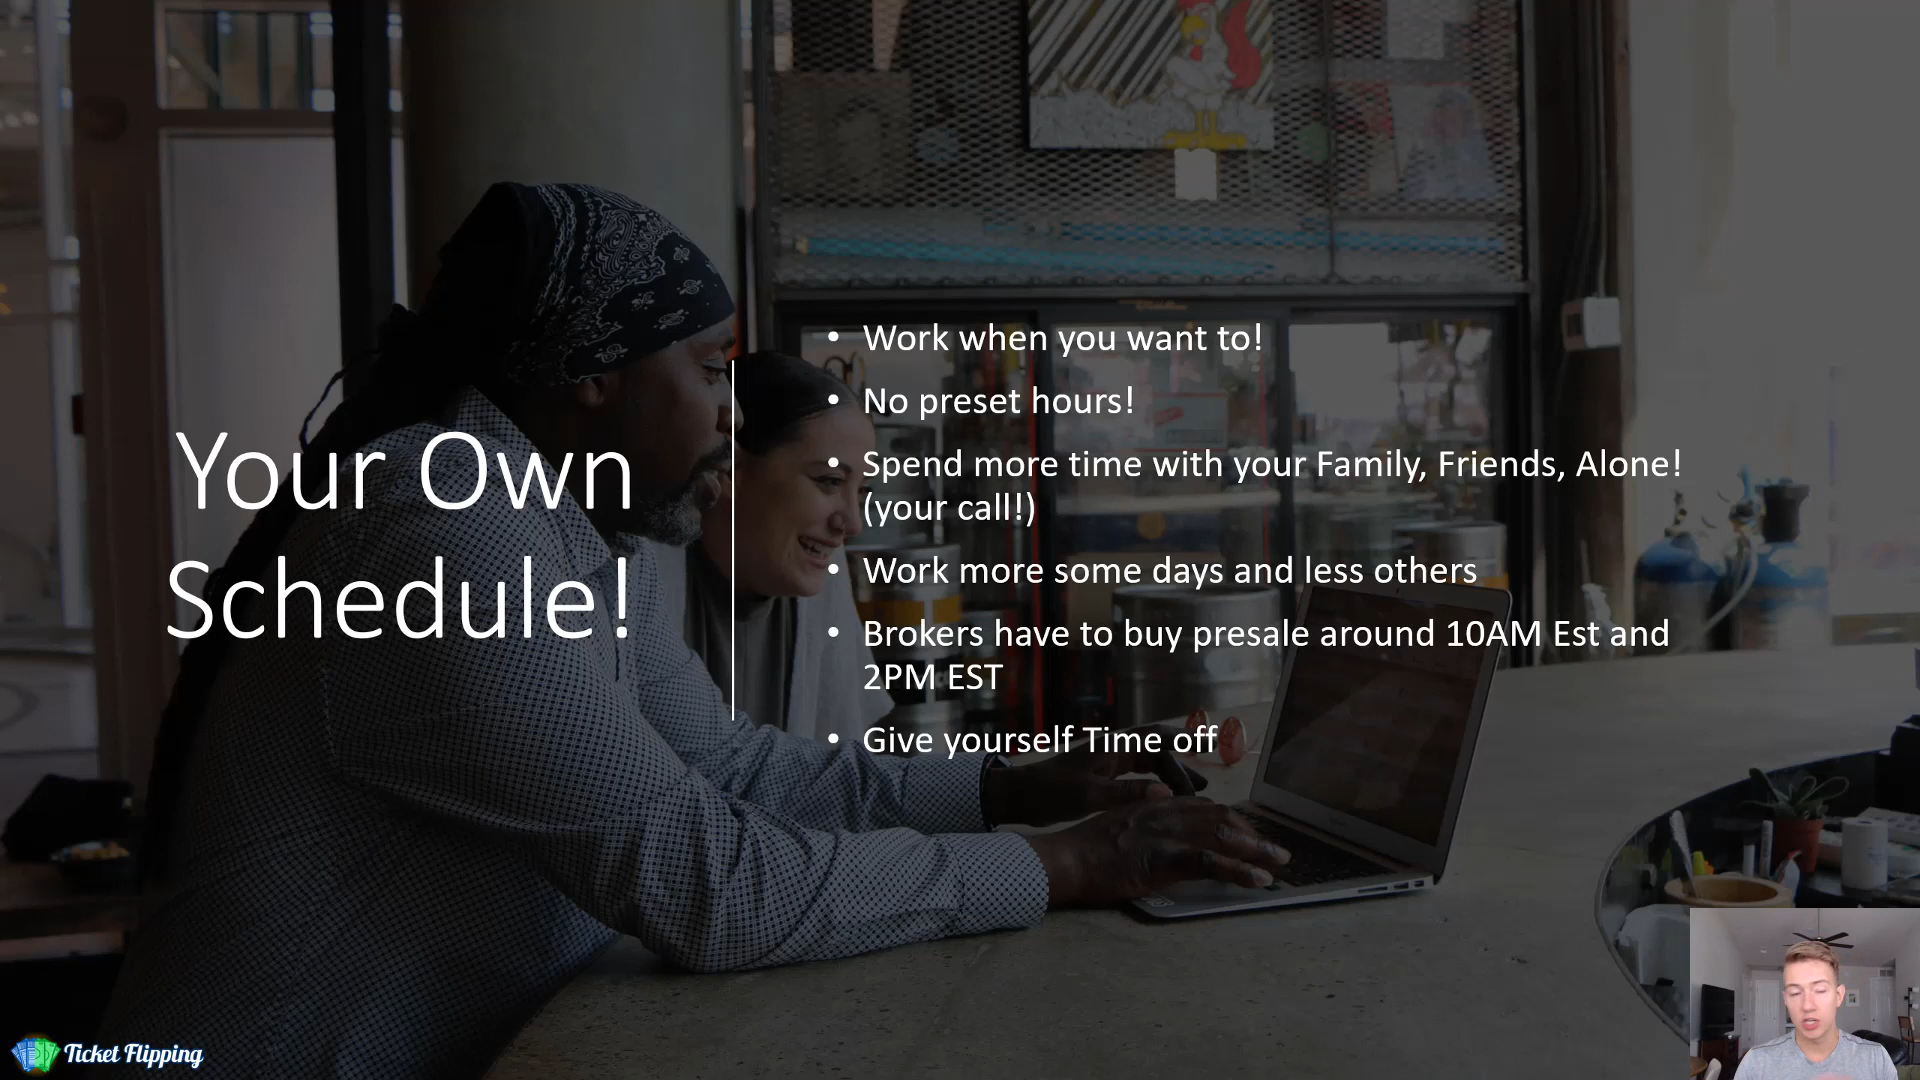 Your Own
Schedule!
• Work when you want to!
• No preset hours!
• Spend more time with your Family, Friends, Alone!
(your call!)
• Work more some days and less others
• Brokers have to buy presale around 10AM Est and
2PM EST
• Give yourself Time off
Ticket Flipping